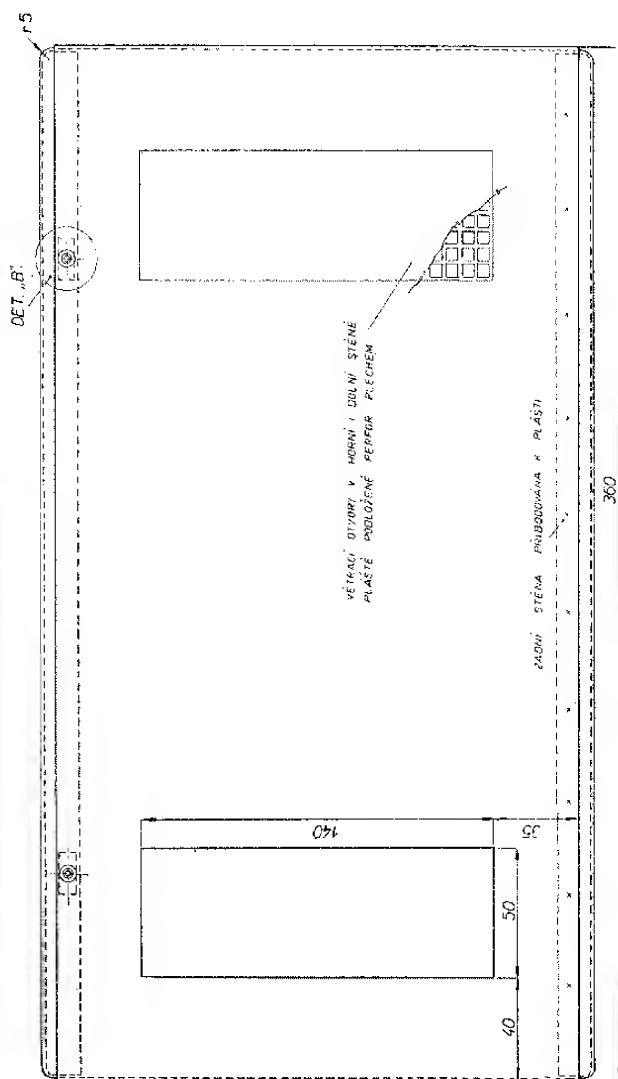 r5
DET. „B”
VĚTRACÍ OTVORY V HORNÍ I DOLNÍ STĚNĚ
PLÁŠTĚ PODLOŽENÉ PERFOR PLECHEM
ZADNÍ STĚNA PŘIBODOVÁNA K PLÁŠTI
140
35
50
40
360